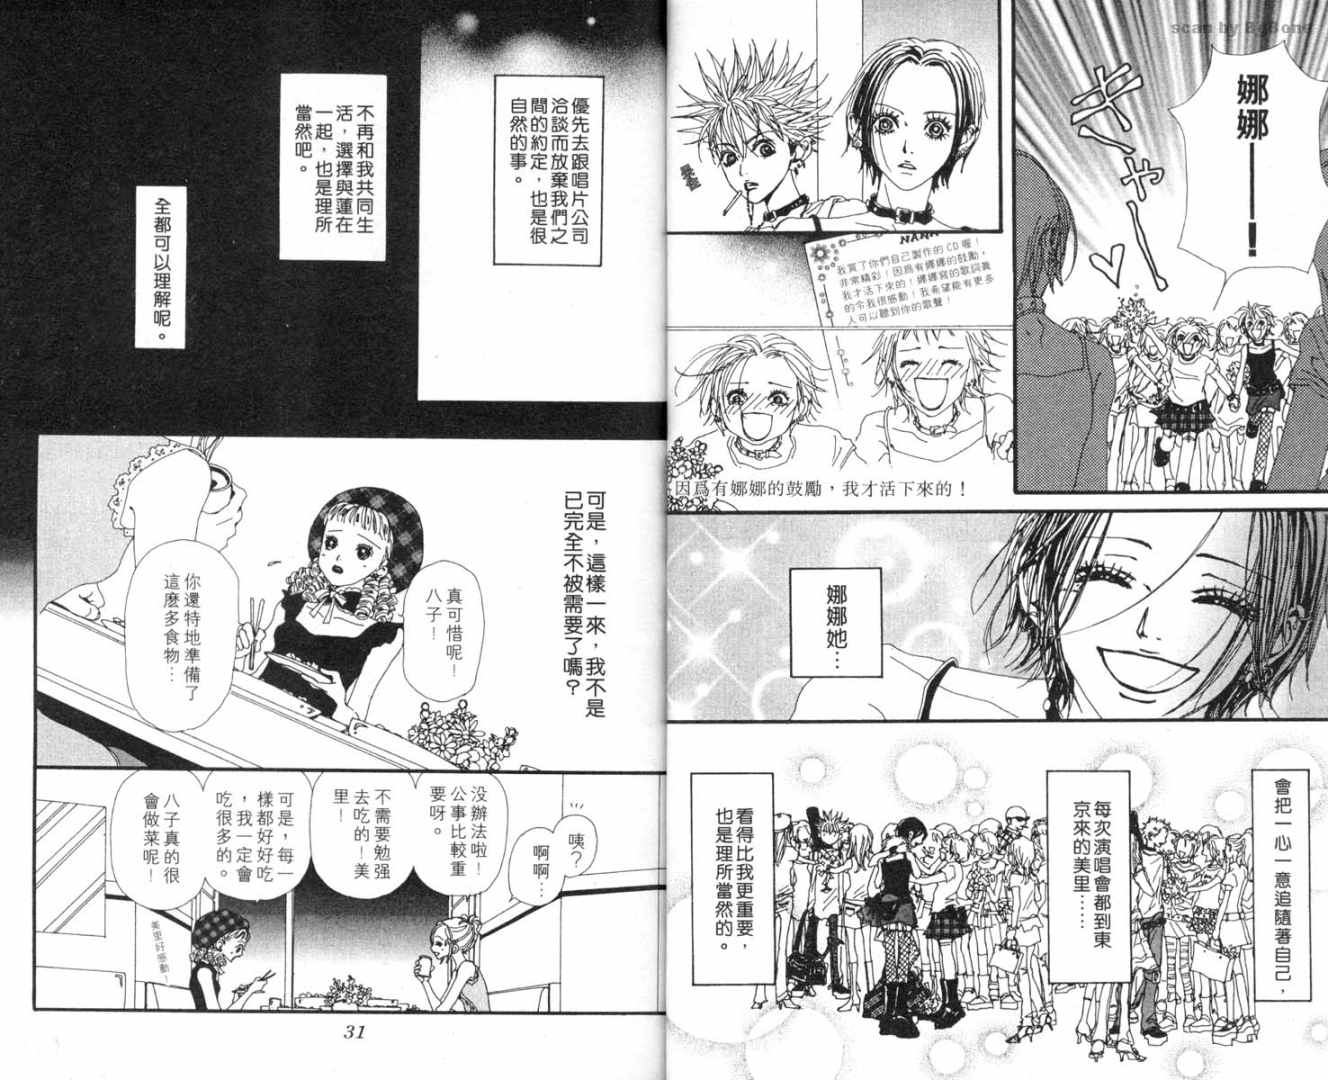 scan by Egbone
娜娜——！
キャー
NANA
我買了你們自己製作的CD喔！
非常精彩！因為有娜娜的鼓勵，
我才活下來的！娜娜寫的歌詞真
的令我很感動！我希望能有更多
人可以聽到你的歌聲！
因為有娜娜的鼓勵，我才活下來的！
娜娜她…
會把一心一意追隨著自己，
每次演唱會都到東
京來的美里……
看得比我更重要，
也是理所當然的。
優先去跟唱片公司
洽談而放棄我們之
間的約定，也是很
自然的事。
不再和我共同生
活，選擇與蓮在
一起，也是理所
當然吧。
全都可以理解呢。
可是，這樣一來，我不是
已完全不被需要了嗎？
真可惜呢！
八子！
你還特地準備了
這麼多食物…
咦？
啊啊…
沒辦法啦！
公事比較重
要呀。
不需要勉強
去吃的！美
里！
可是，每一
樣都好好吃
，我一定會
吃很多的。
八子真的很
會做菜呢！
美里好感動！
31